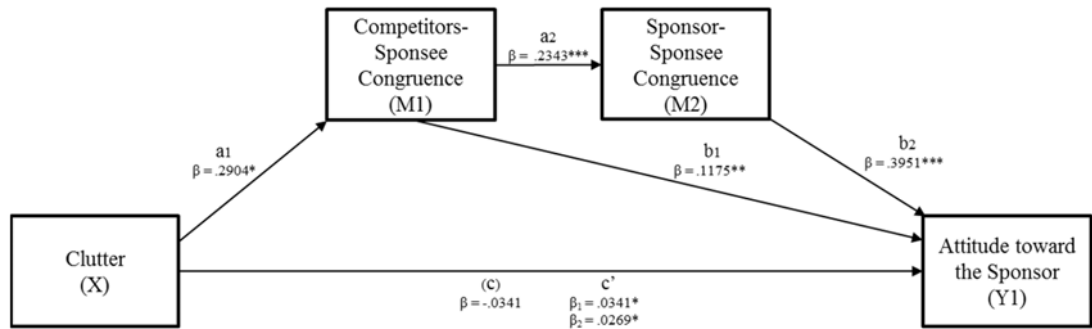 Competitors-
Sponsee
Congruence
(M1)
a2
β = .2343***
Sponsor-
Sponsee
Congruence
(M2)
a1
β = .2904*
b1
β = .1175**
b2
β = .3951***
Clutter
(X)
(c)
β = -.0341
c’
β1 = .0341*
β2 = .0269*
Attitude toward
the Sponsor
(Y1)